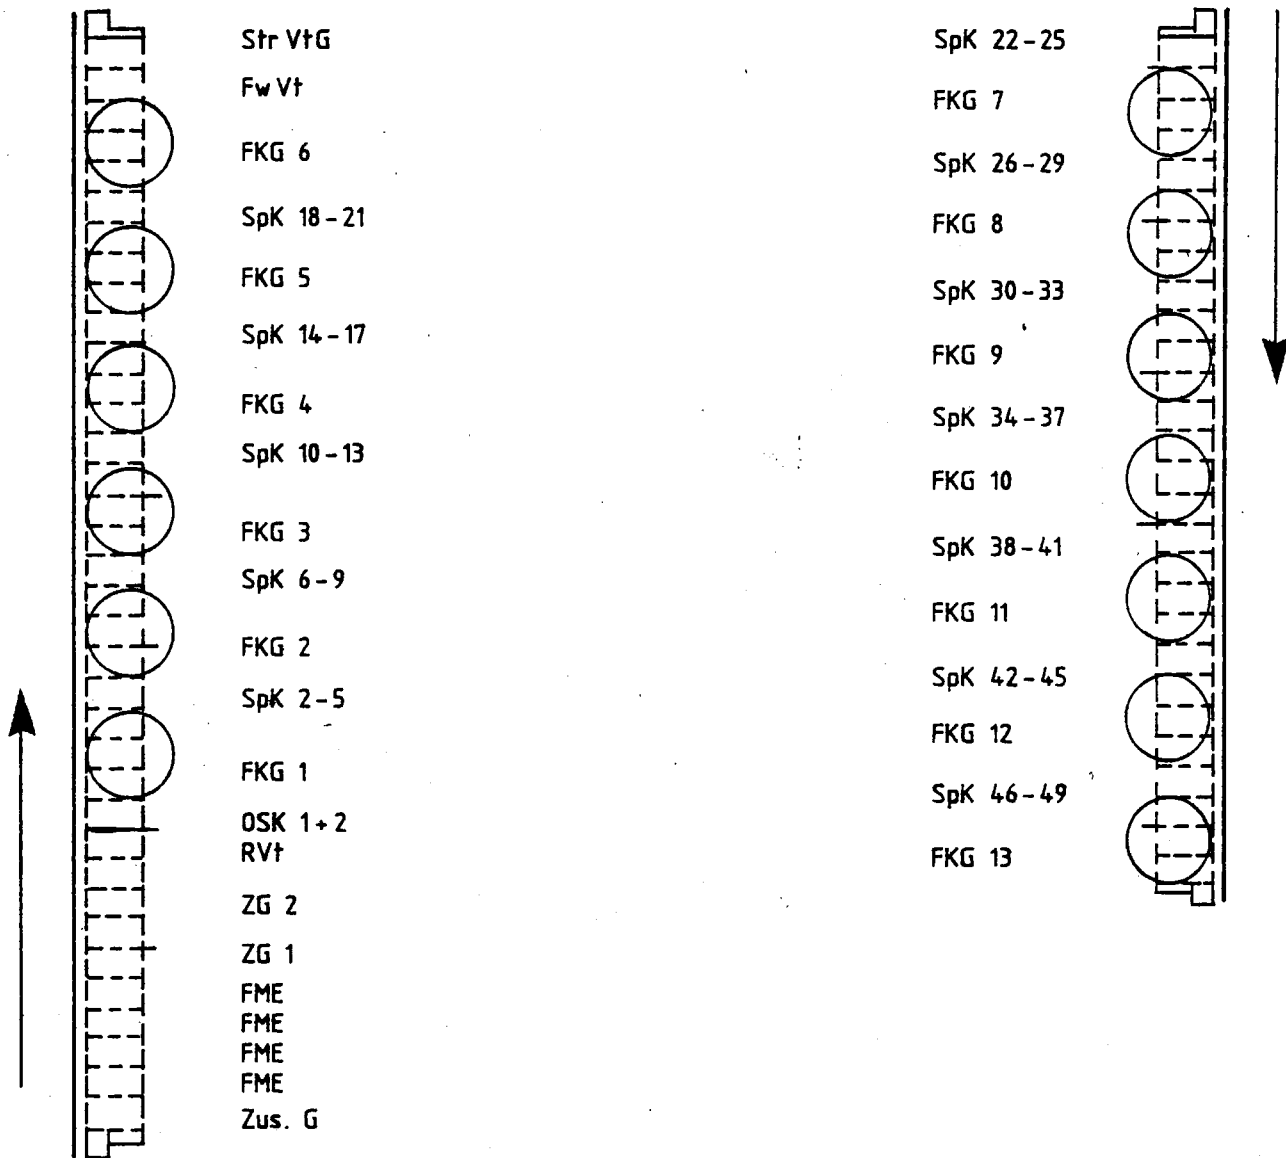 Str VtG
Fw Vt
FKG 6
SpK 18-21
FKG 5
SpK 14-17
FKG 4
SpK 10-13
FKG 3
SpK 6-9
FKG 2
SpK 2-5
FKG 1
OSK 1+2
RVt
ZG 2
ZG 1
FME
FME
FME
FME
Zus. G
SpK 22-25
FKG 7
SpK 26-29
FKG 8
SpK 30-33
FKG 9
SpK 34-37
FKG 10
SpK 38-41
FKG 11
SpK 42-45
FKG 12
SpK 46-49
FKG 13